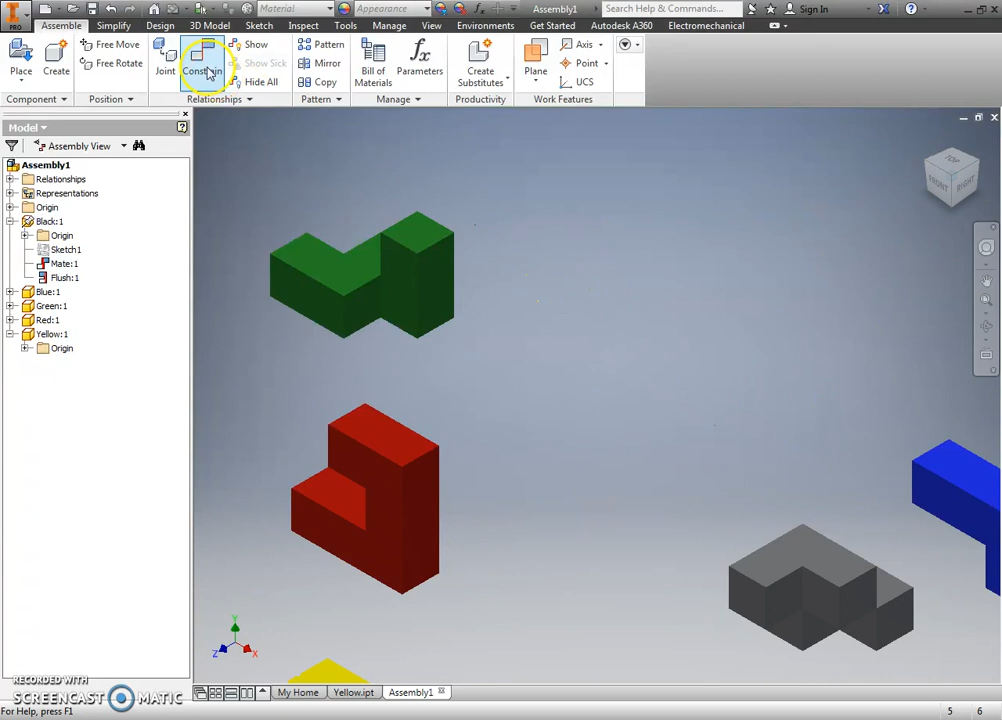 PRO
Material
Appearance
Assembly1
Search Help & Commands...
Sign In
Assemble Simplify Design 3D Model Sketch Inspect Tools Manage View Environments Get Started Autodesk A360 Electromechanical
Place
Create
Free Move
Free Rotate
Joint
Constrain
Show
Show Sick
Hide All
Pattern
Mirror
Copy
Bill of
Materials
Parameters
Create
Substitutes
Plane
Axis
Point
UCS
Component Position Relationships Pattern Manage Productivity Work Features
Model
Assembly View
Assembly1
Relationships
Representations
Origin
Black:1
Origin
Sketch1
Mate:1
Flush:1
Blue:1
Green:1
Red:1
Yellow:1
Origin
TOP
FRONT
RIGHT
Y
Z
X
My Home Yellow.ipt Assembly1
RECORDED WITH
SCREENCAST MATIC
For Help, press F1
5 6